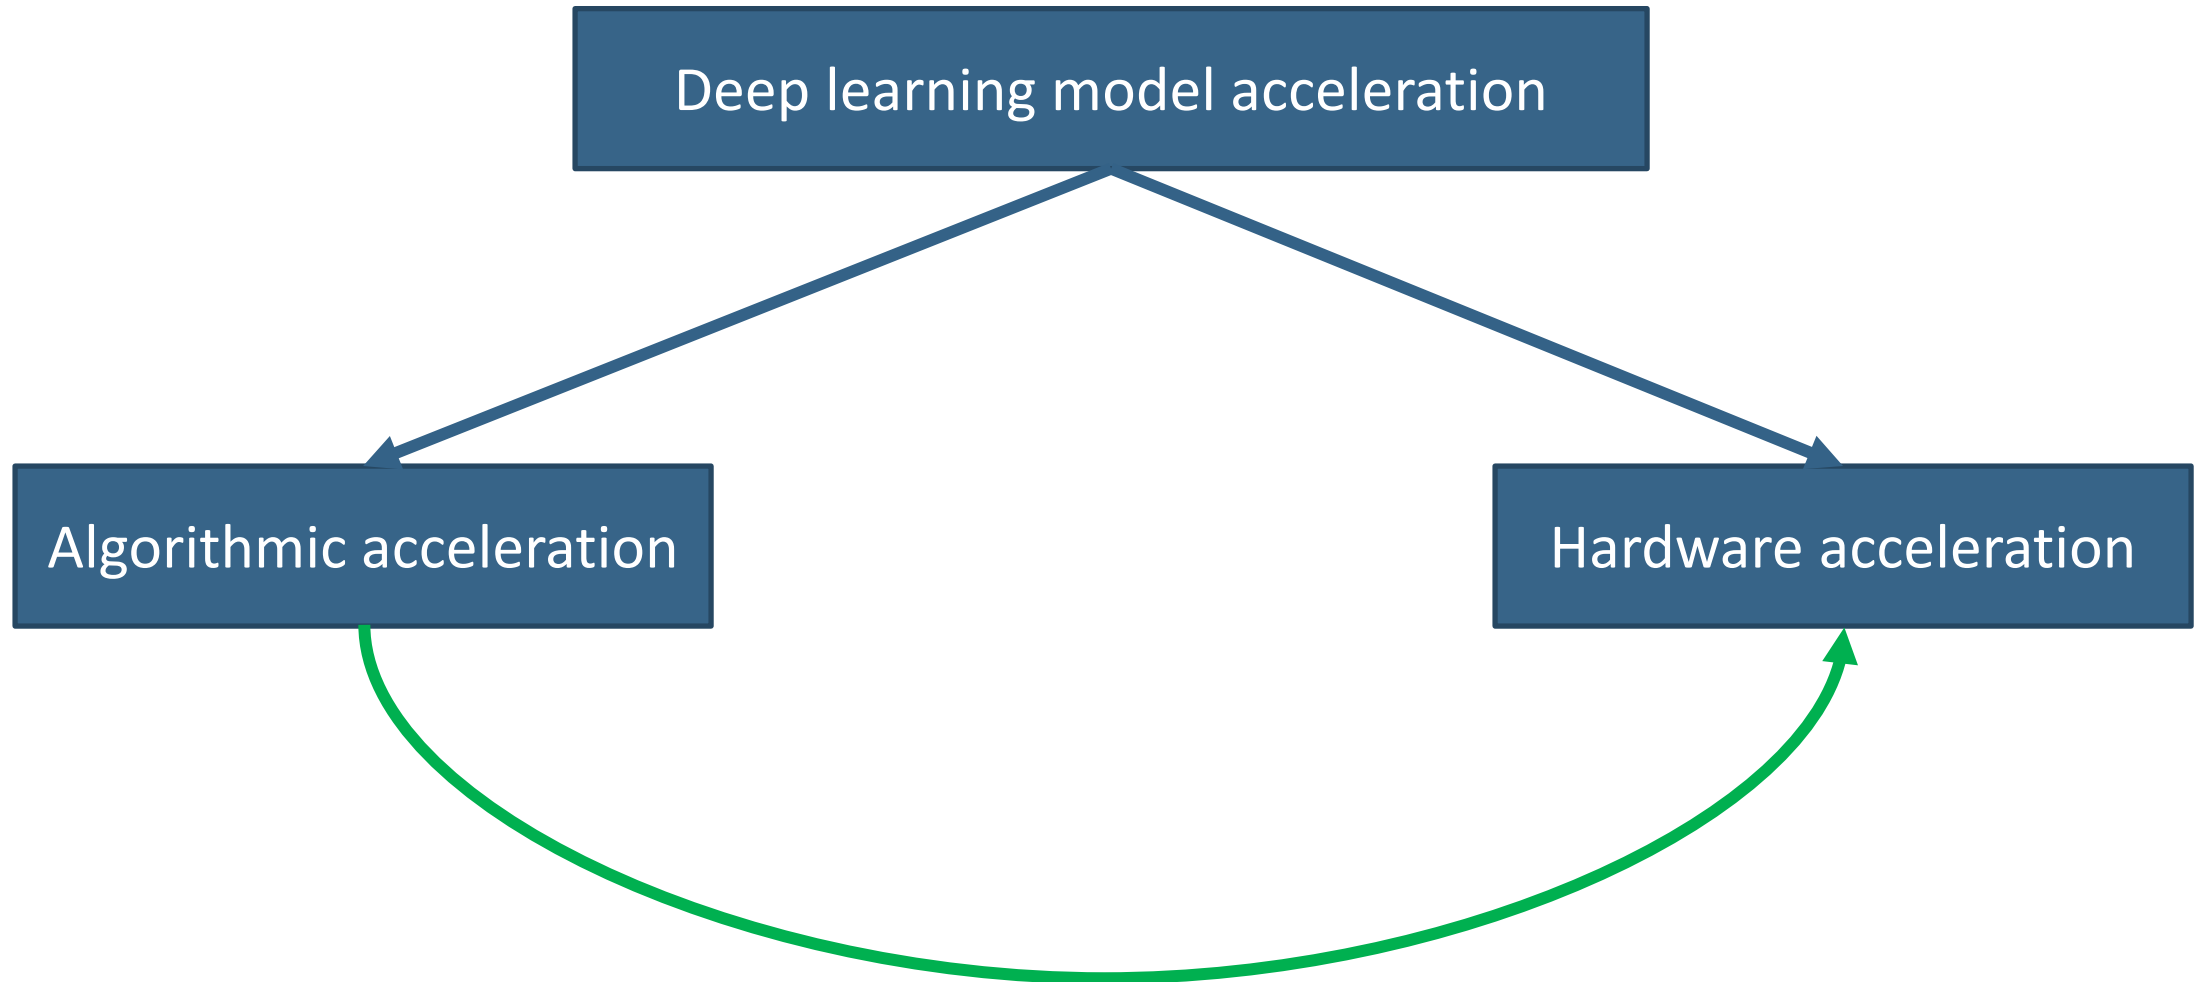 Deep learning model acceleration
Algorithmic acceleration
Hardware acceleration